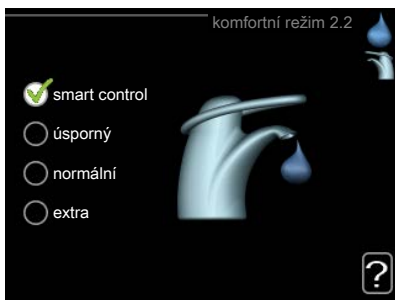 komfortní režim 2.2
smart control
úsporný
normální
extra
?